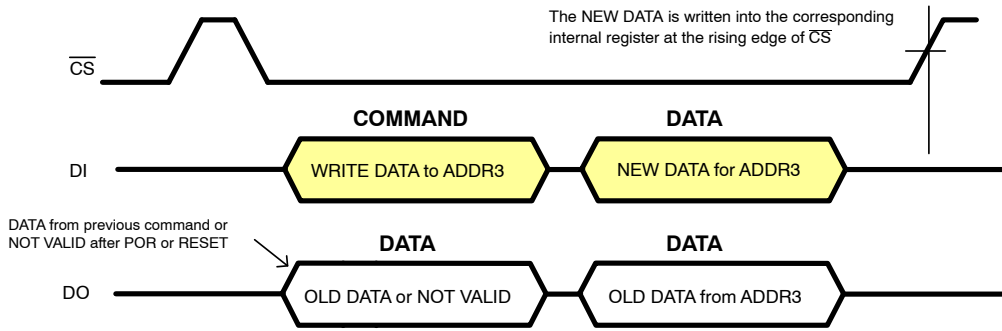 The NEW DATA is written into the corresponding
internal register at the rising edge of C̅S̅
C̅S̅
COMMAND
DATA
DI
WRITE DATA to ADDR3
NEW DATA for ADDR3
DATA from previous command or
NOT VALID after POR or RESET
DATA
DATA
DO
OLD DATA or NOT VALID
OLD DATA from ADDR3